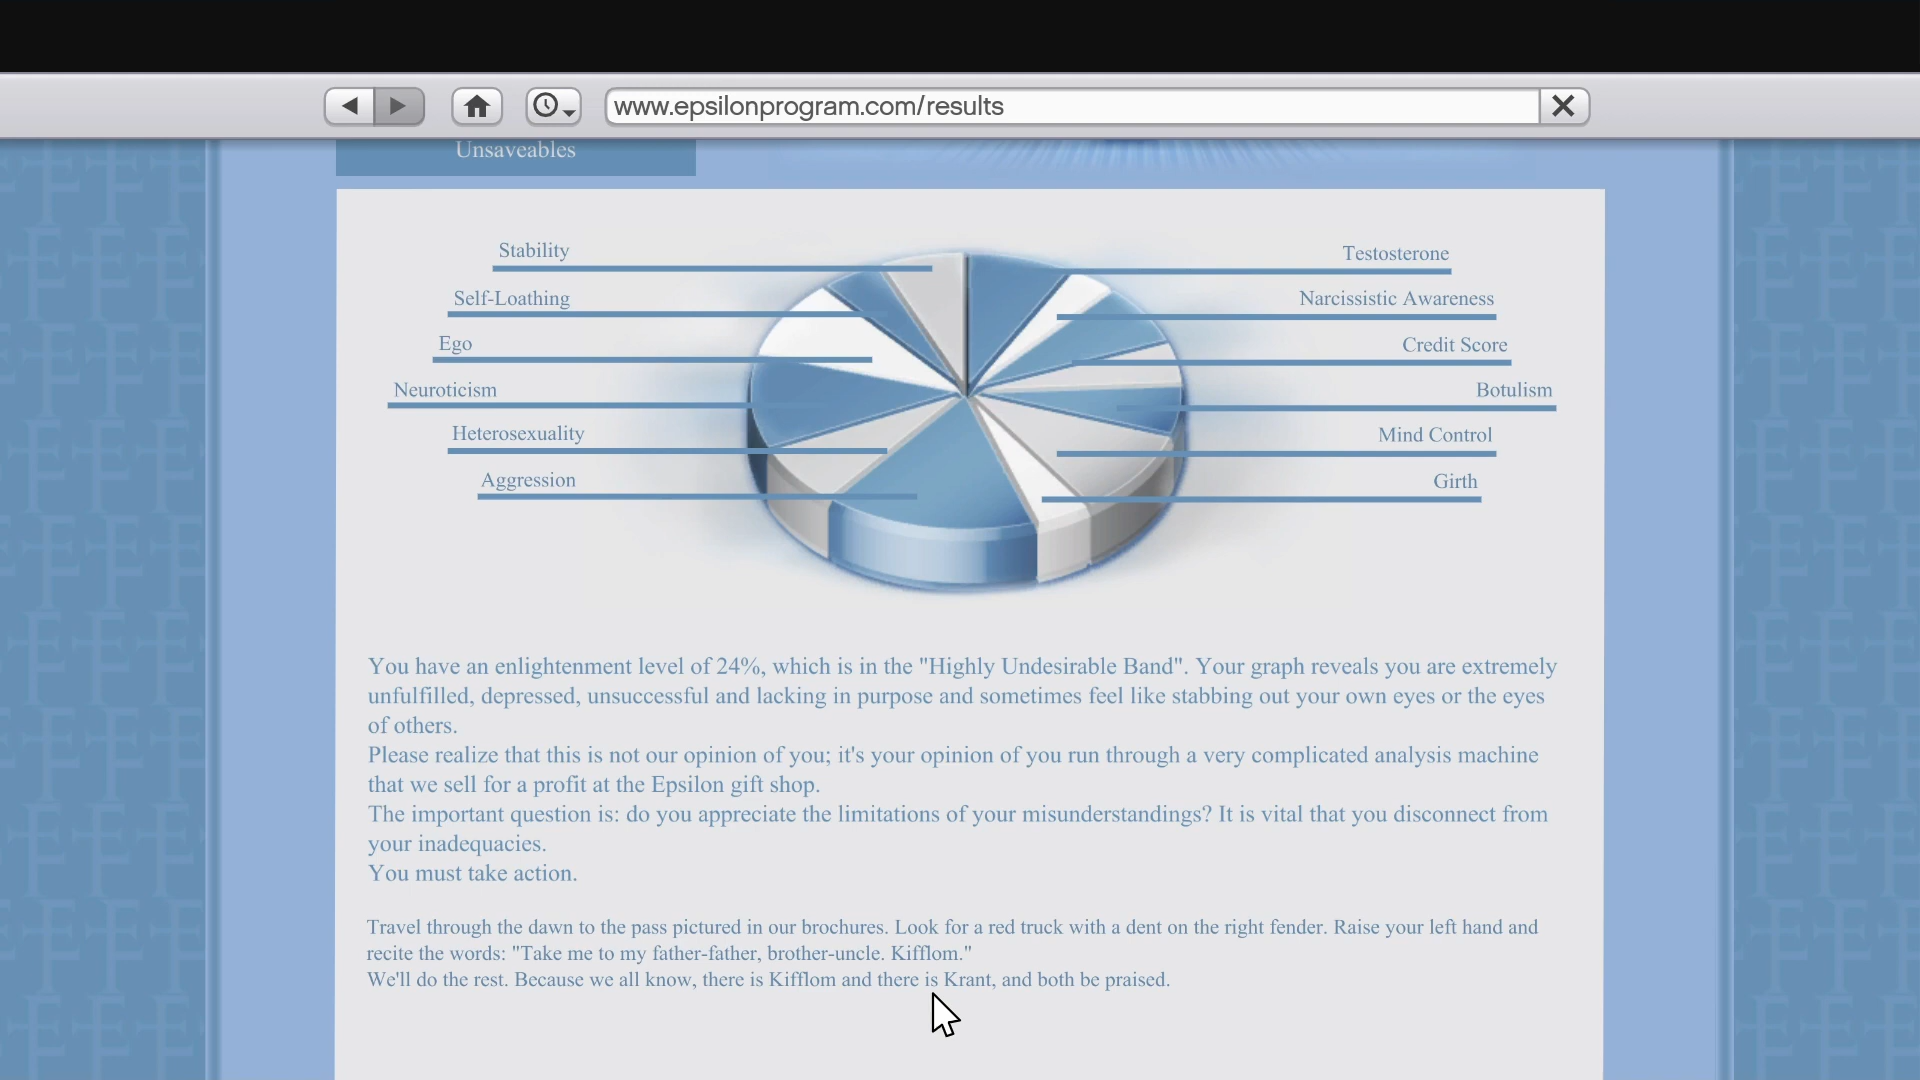 www.epsilonprogram.com/results
Unsaveables
Stability
Testosterone
Self-Loathing
Narcissistic Awareness
Ego
Credit Score
Neuroticism
Botulism
Heterosexuality
Mind Control
Aggression
Girth
You have an enlightenment level of 24%, which is in the "Highly Undesirable Band". Your graph reveals you are extremely
unfulfilled, depressed, unsuccessful and lacking in purpose and sometimes feel like stabbing out your own eyes or the eyes
of others.
Please realize that this is not our opinion of you; it's your opinion of you run through a very complicated analysis machine
that we sell for a profit at the Epsilon gift shop.
The important question is: do you appreciate the limitations of your misunderstandings? It is vital that you disconnect from
your inadequacies.
You must take action.
Travel through the dawn to the pass pictured in our brochures. Look for a red truck with a dent on the right fender. Raise your left hand and
recite the words: "Take me to my father-father, brother-uncle. Kifflom."
We'll do the rest. Because we all know, there is Kifflom and there is Krant, and both be praised.